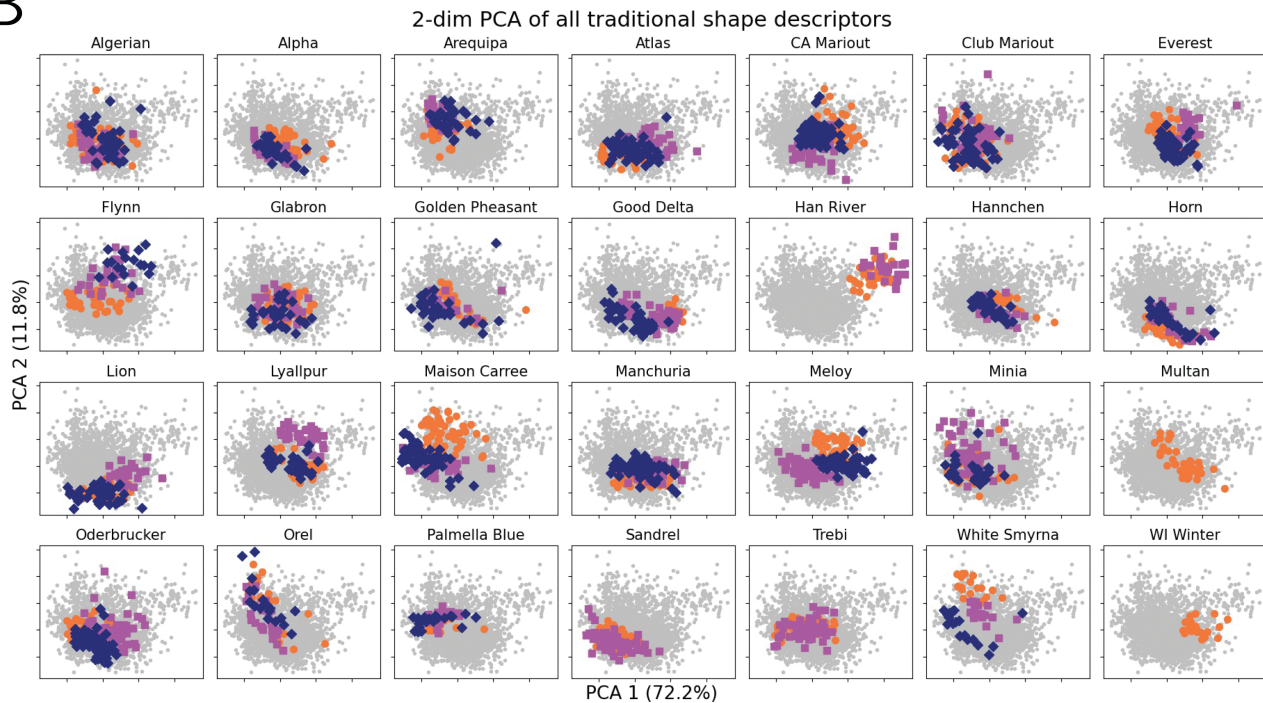 B
2-dim PCA of all traditional shape descriptors
Algerian Alpha Arequipa Atlas CA Mariout Club Mariout Everest
Flynn Glabron Golden Pheasant Good Delta Han River Hannchen Horn
Lion Lyallpur Maison Carree Manchuria Meloy Minia Multan
Oderbrucker Orel Palmella Blue Sandrel Trebi White Smyrna WI Winter
PCA 2 (11.8%)
PCA 1 (72.2%)